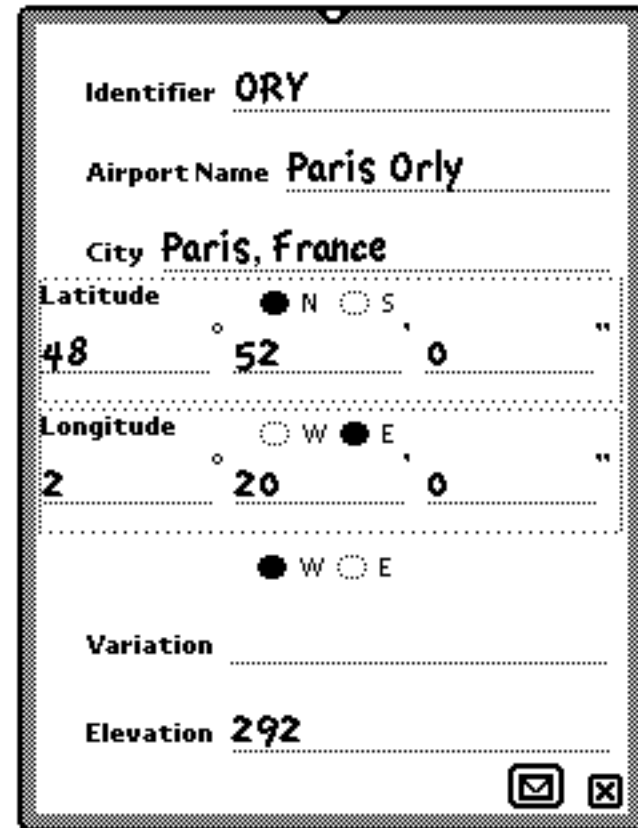 Identifier ORY
Airport Name Paris Orly
City Paris, France
Latitude N S
48 ° 52 ' 0 "
Longitude W E
2 ° 20 ' 0 "
W E
Variation
Elevation 292